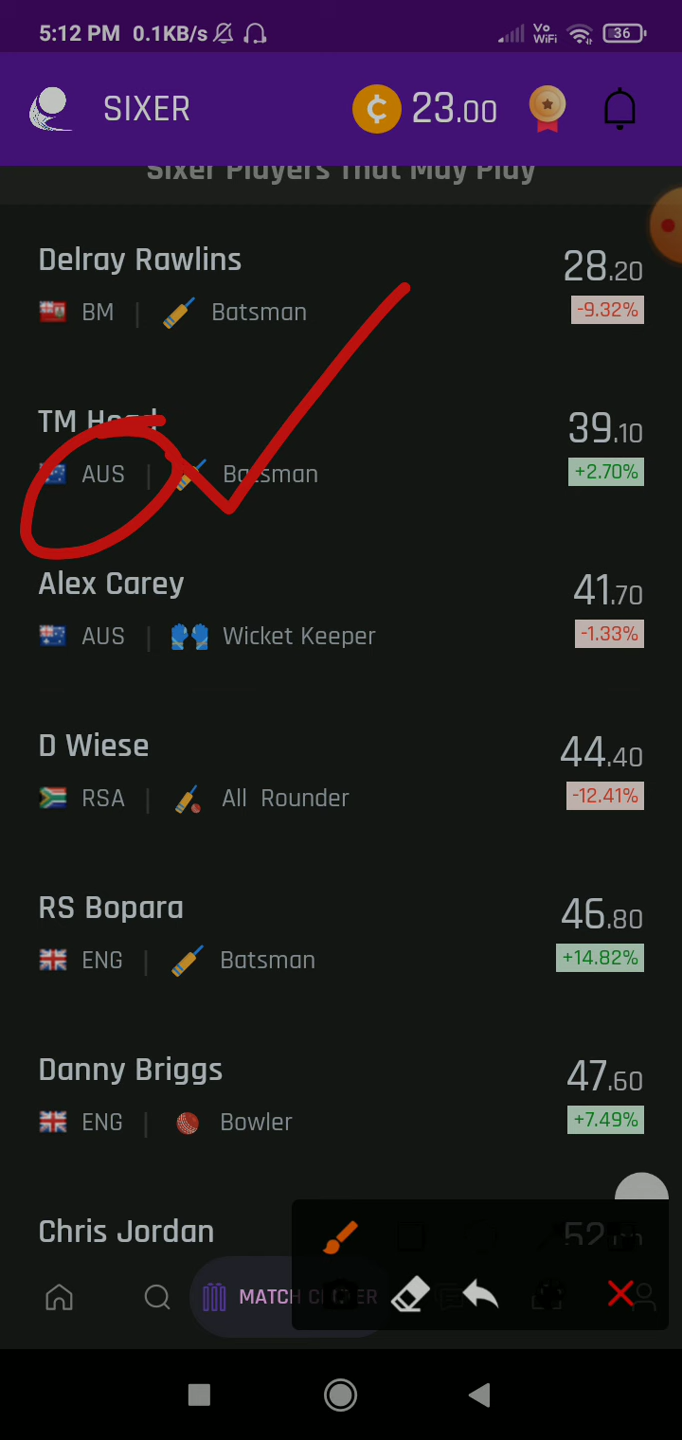 5:12 PM 0.1KB/s Vo WiFi 36
SIXER ¢ 23.00
Sixer Players That May Play
Delray Rawlins 28.20
BM | Batsman -9.32%
TM Head 39.10
AUS | Batsman +2.70%
Alex Carey 41.70
AUS | Wicket Keeper -1.33%
D Wiese 44.40
RSA | All Rounder -12.41%
RS Bopara 46.80
ENG | Batsman +14.82%
Danny Briggs 47.60
ENG | Bowler +7.49%
Chris Jordan 52
MATCH